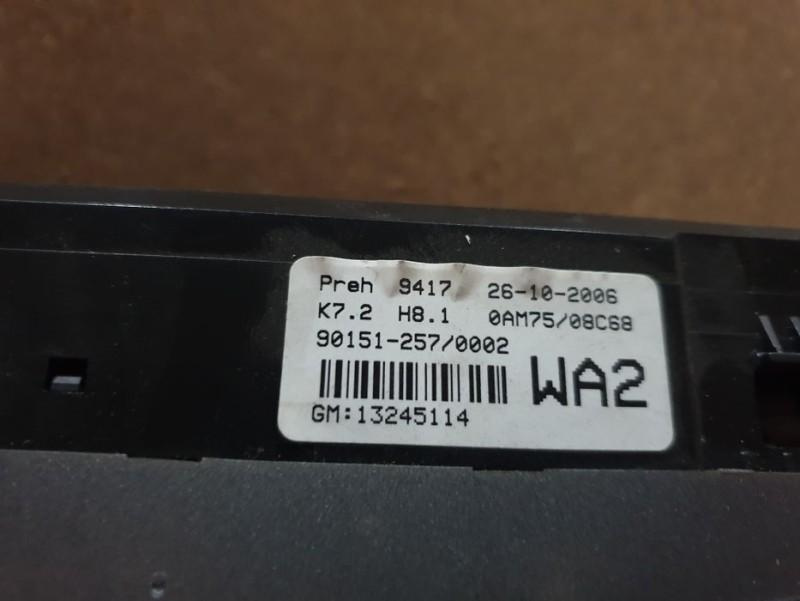 Preh 9417 26-10-2006
K7.2 H8.1 0AM75/08C68
90151-257/0002
WA2
GM:13245114